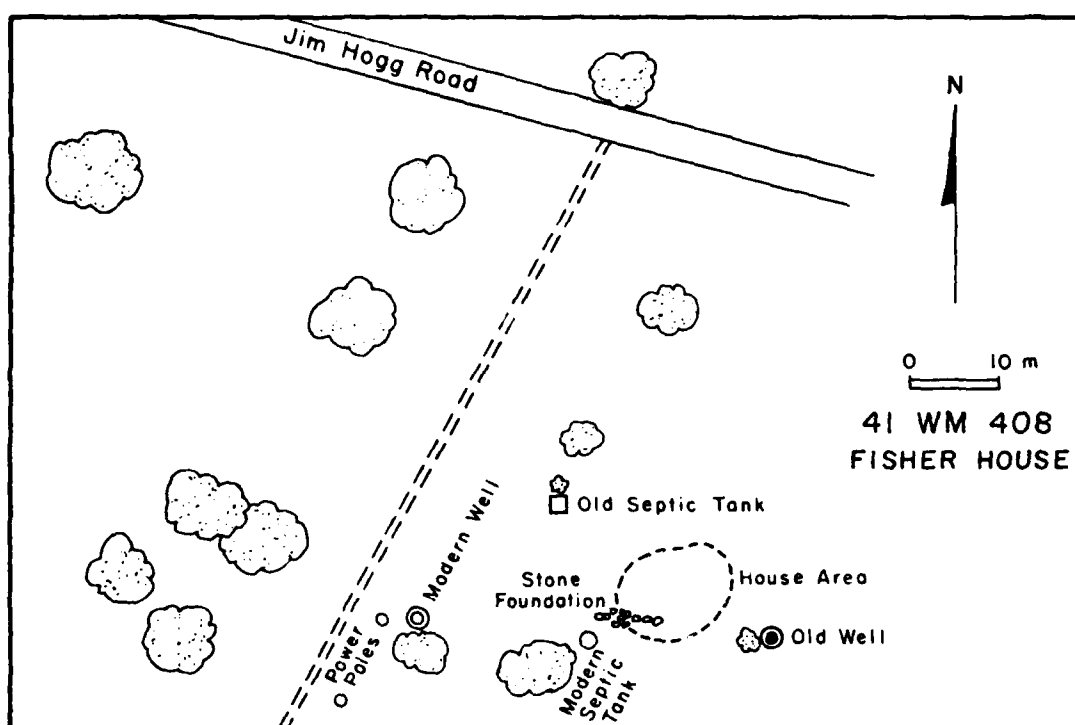 Jim Hogg Road
N
0 10 m
41 WM 408
FISHER HOUSE
Old Septic Tank
Modern Well
House Area
Stone
Foundation
Old Well
Power
Poles
Modern
Septic
Tank